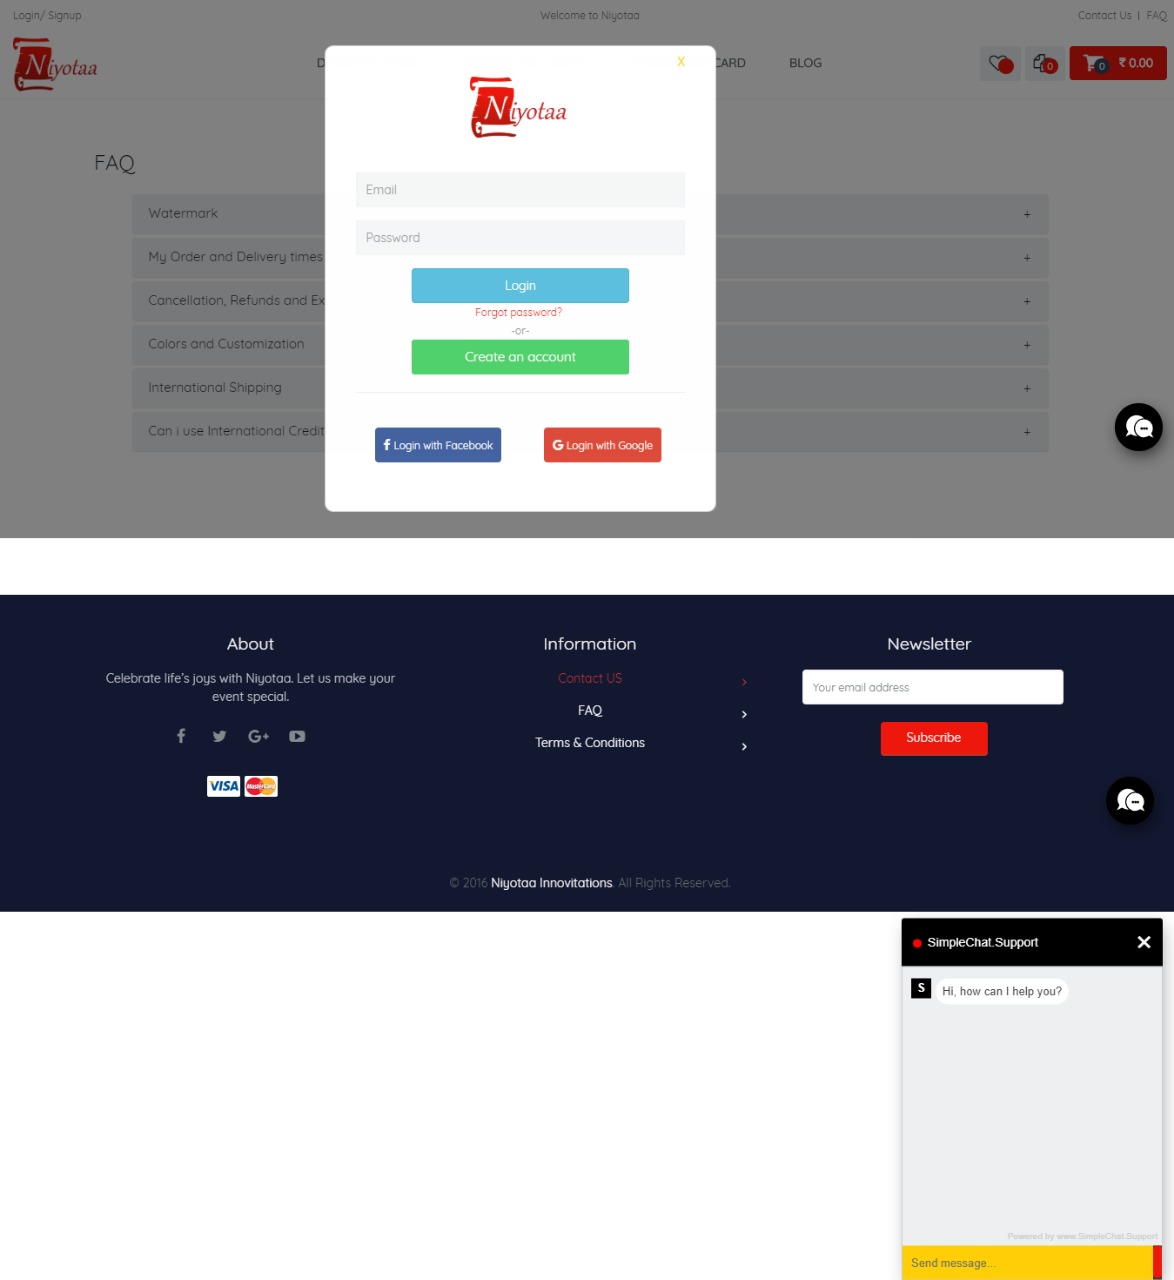 Login/ Signup
Welcome to Niyotaa
Contact Us | FAQ
Niyotaa
CARD
BLOG
0
0
₹ 0.00
X
Niyotaa
FAQ
Email
Password
Login
Forgot password?
-or-
Create an account
Login with Facebook
Login with Google
Watermark +
My Order and Delivery times +
Cancellation, Refunds and Ex +
Colors and Customization +
International Shipping +
Can i use International Credit +
About
Celebrate life's joys with Niyotaa. Let us make your
event special.
VISA MasterCard
Information
Contact US
FAQ
Terms & Conditions
Newsletter
Your email address
Subscribe
© 2016 Niyotaa Innovitations. All Rights Reserved.
SimpleChat.Support
S Hi, how can I help you?
Powered by www.SimpleChat.Support
Send message...